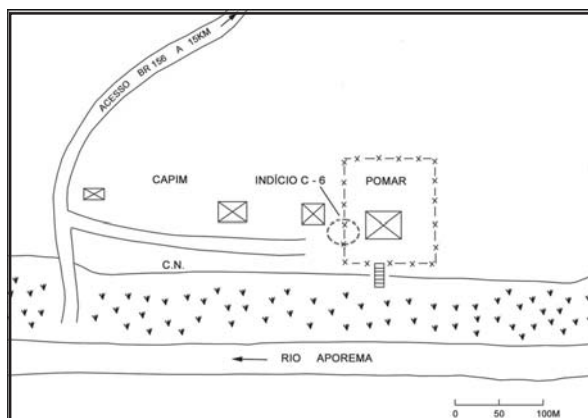 ACESSO BR 156 A 15KM
CAPIM
INDÍCIO C - 6
POMAR
C.N.
RIO APOREMA
0 50 100M